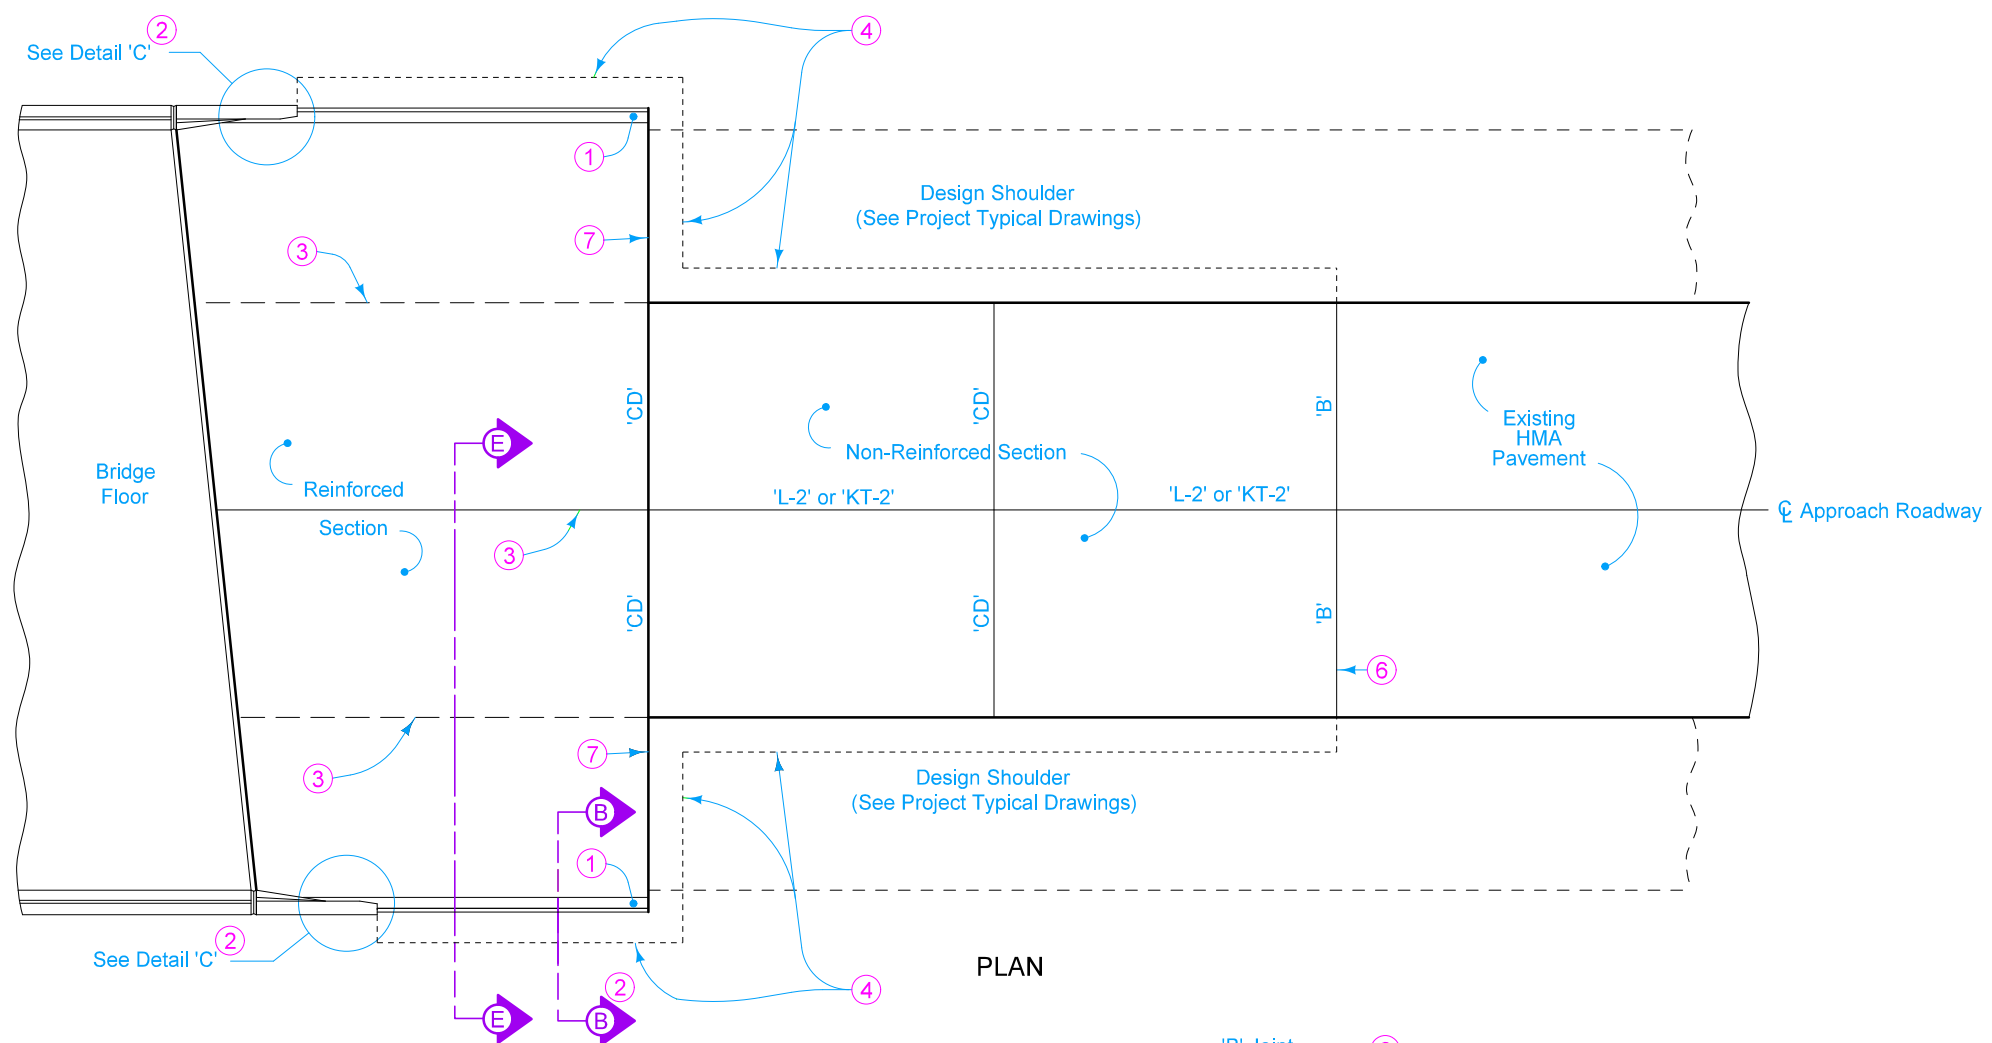 2
See Detail 'C'
4
1
Design Shoulder
(See Project Typical Drawings)
7
3
'CD'
'CD'
'B'
Existing
HMA
Pavement
E
Non-Reinforced Section
Bridge
Floor
Reinforced
Section
'L-2' or 'KT-2'
'L-2' or 'KT-2'
℄ Approach Roadway
3
'CD'
'CD'
'B'
6
7
3
Design Shoulder
(See Project Typical Drawings)
B
1
2
See Detail 'C'
PLAN
2
4
E
B